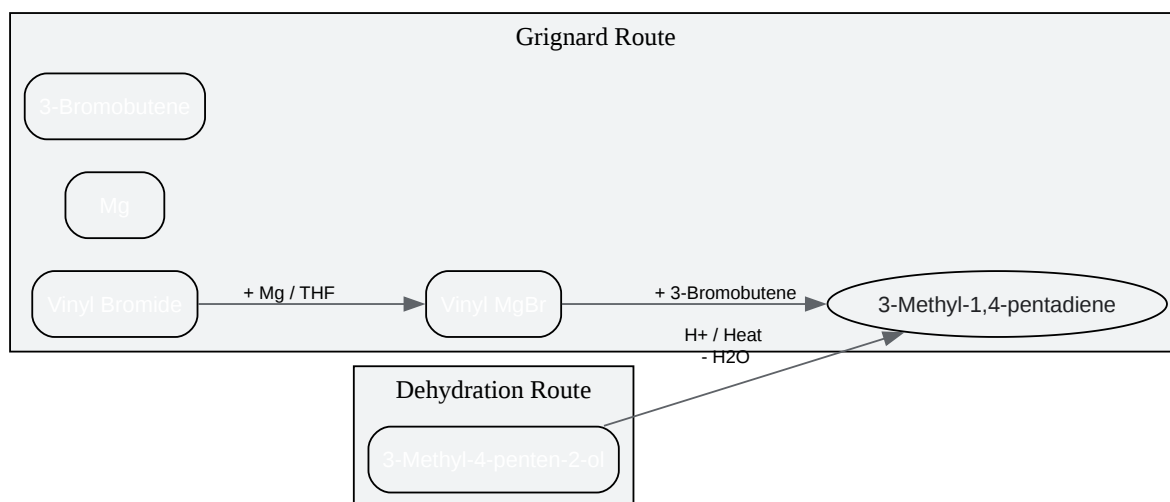 Grignard Route
3-Bromobutene
Mg
Vinyl Bromide
+ Mg / THF
Vinyl MgBr
+ 3-Bromobutene
3-Methyl-1,4-pentadiene
H+ / Heat
- H2O
Dehydration Route
3-Methyl-4-penten-2-ol